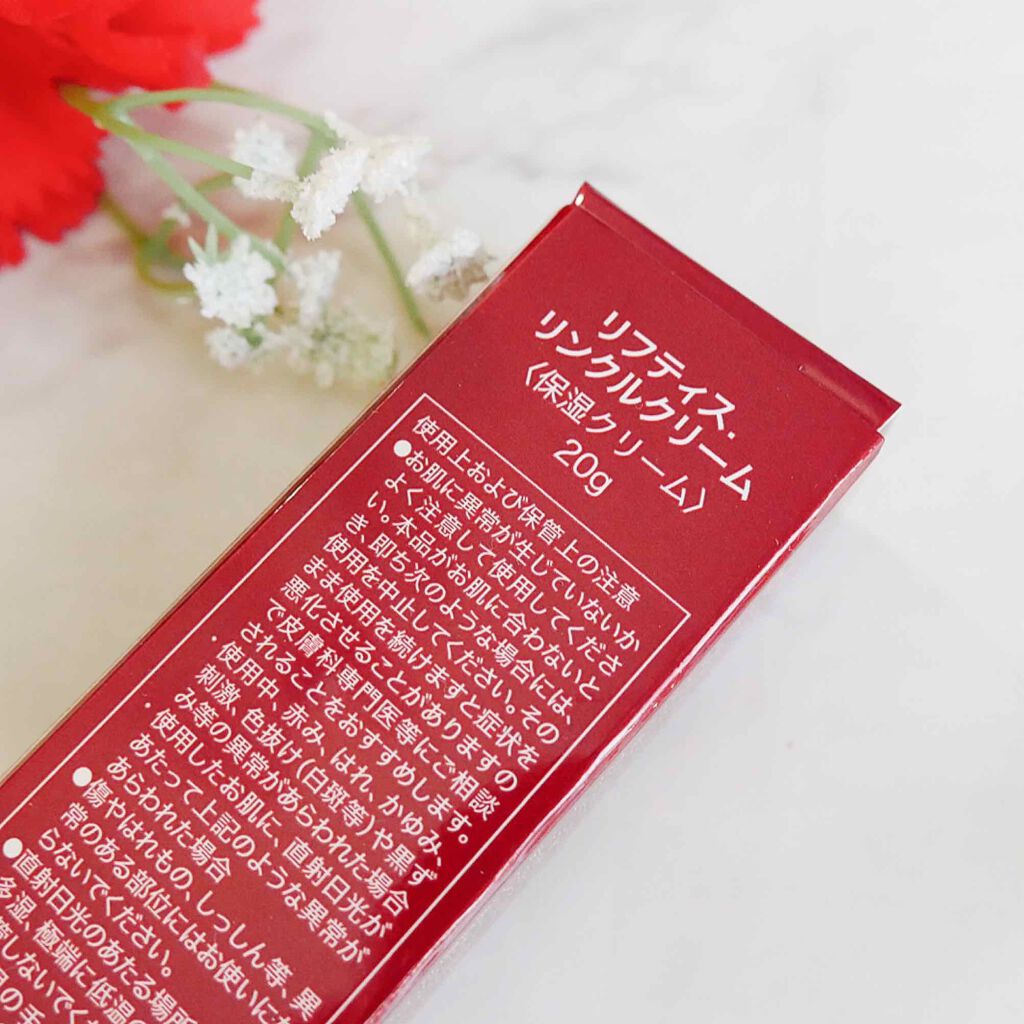 リフティス・
リンクルクリーム
〈保湿クリーム〉
20g
使用上および保管上の注意
●お肌に異常が生じていないか
よく注意して使用してくださ
い。本品がお肌に合わないと
き、即ち次のような場合には、
使用を中止してください。その
まま使用を続けますと症状を
悪化させることがありますの
で皮膚科専門医等にご相談
されることをおすすめします。
・使用中、赤み、はれ、かゆみ、
刺激、色抜け(白斑等)や黒ず
み等の異常があらわれた場合
・使用したお肌に、直射日光が
あたって上記のような異常が
あらわれた場合
●傷やはれもの、しっしん等、異
常のある部位にはお使いにな
らないでください。
●直射日光のあたる場所
多湿、極端に低温の
しないでく